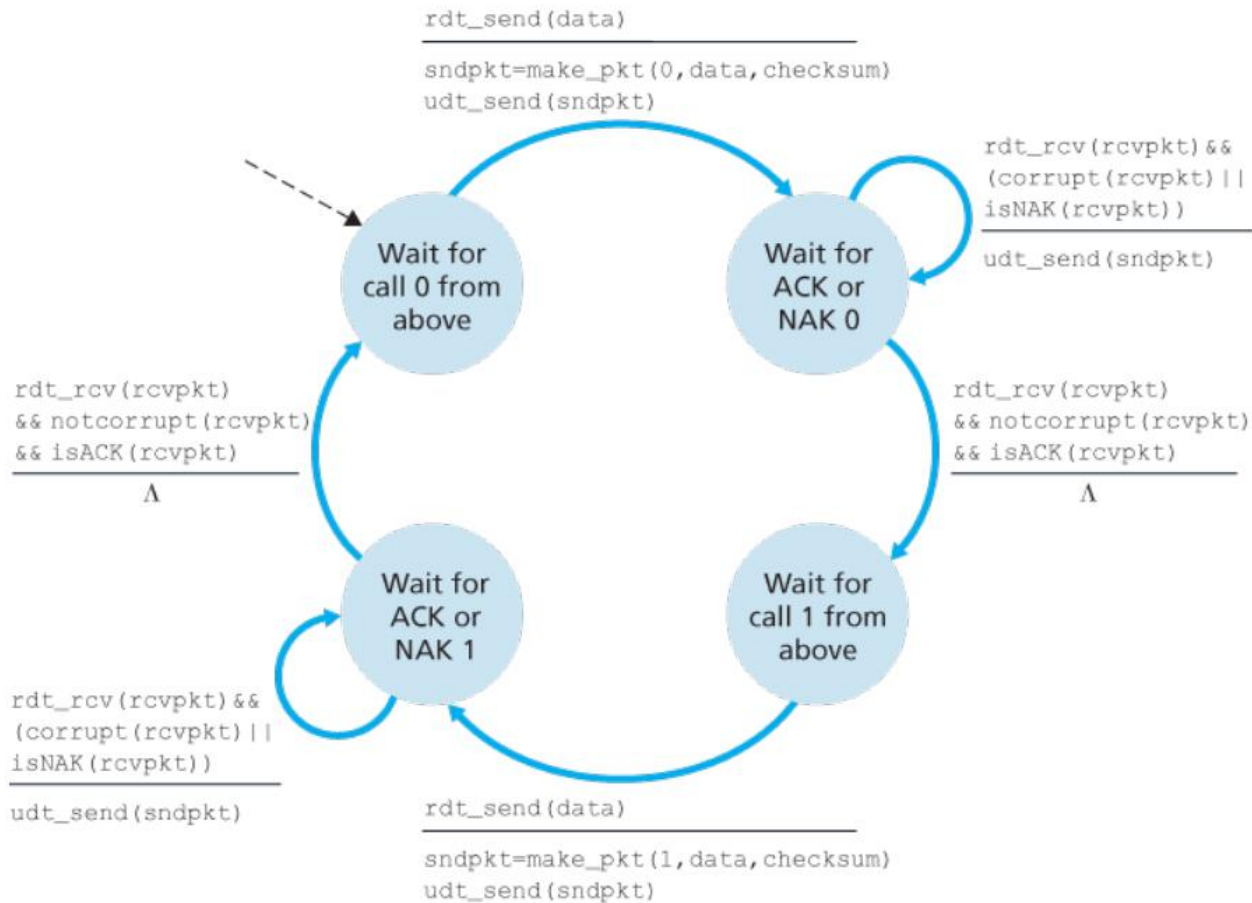 rdt_send(data)
sndpkt=make_pkt(0,data,checksum)
udt_send(sndpkt)
rdt_rcv(rcvpkt)&&
(corrupt(rcvpkt)||
isNAK(rcvpkt))
udt_send(sndpkt)
Wait for
call 0 from
above
Wait for
ACK or
NAK 0
rdt_rcv(rcvpkt)
&& notcorrupt(rcvpkt)
&& isACK(rcvpkt)
Λ
rdt_rcv(rcvpkt)
&& notcorrupt(rcvpkt)
&& isACK(rcvpkt)
Λ
Wait for
ACK or
NAK 1
Wait for
call 1 from
above
rdt_rcv(rcvpkt)&&
(corrupt(rcvpkt)||
isNAK(rcvpkt))
udt_send(sndpkt)
rdt_send(data)
sndpkt=make_pkt(1,data,checksum)
udt_send(sndpkt)